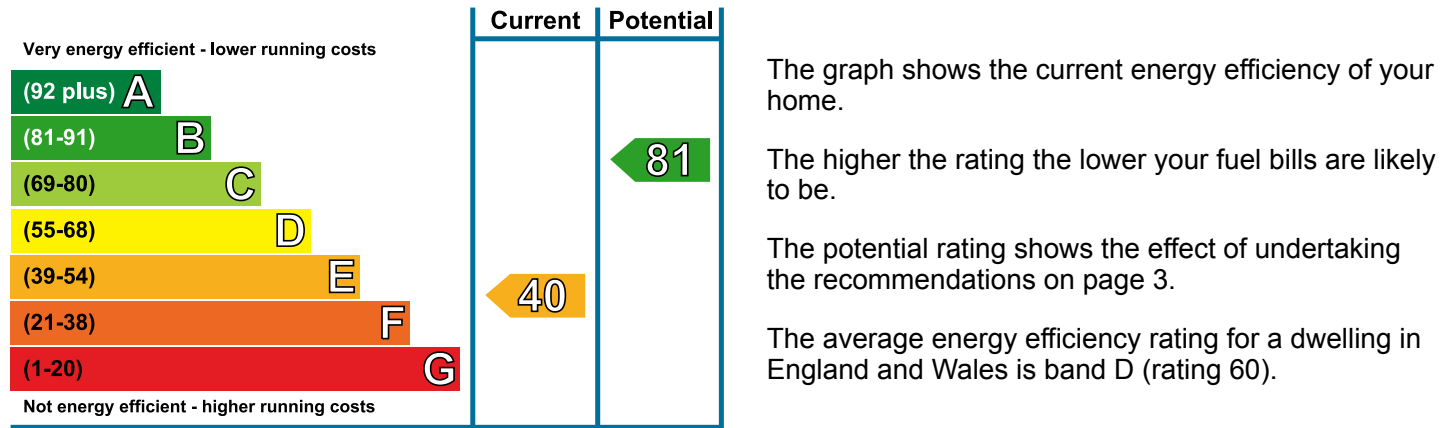 Current Potential
Very energy efficient - lower running costs
(92 plus) A
(81-91) B
(69-80) C
(55-68) D
(39-54) E
(21-38) F
(1-20) G
Not energy efficient - higher running costs
81
40
The graph shows the current energy efficiency of your
home.
The higher the rating the lower your fuel bills are likely
to be.
The potential rating shows the effect of undertaking
the recommendations on page 3.
The average energy efficiency rating for a dwelling in
England and Wales is band D (rating 60).